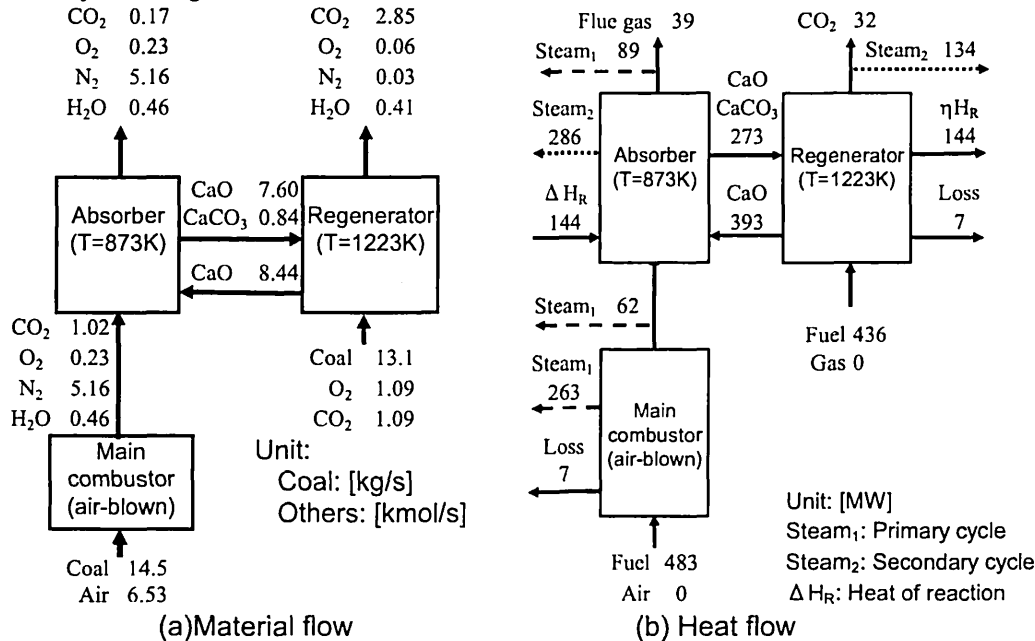 CO₂ 0.17
O₂ 0.23
N₂ 5.16
H₂O 0.46
CO₂ 2.85
O₂ 0.06
N₂ 0.03
H₂O 0.41
Absorber
(T=873K)
CaO 7.60
CaCO₃ 0.84
CaO 8.44
Regenerator
(T=1223K)
CO₂ 1.02
O₂ 0.23
N₂ 5.16
H₂O 0.46
Coal 13.1
O₂ 1.09
CO₂ 1.09
Main
combustor
(air-blown)
Unit:
Coal: [kg/s]
Others: [kmol/s]
Coal 14.5
Air 6.53
(a)Material flow
Flue gas 39
Steam₁ 89
CO₂ 32
Steam₂ 134
Steam₂
286
ΔH_R
144
Absorber
(T=873K)
CaO
CaCO₃
273
CaO
393
Regenerator
(T=1223K)
ηH_R
144
Loss
7
Steam₁ 62
Fuel 436
Gas 0
Steam₁
263
Loss
7
Main
combustor
(air-blown)
Fuel 483
Air 0
Unit: [MW]
Steam₁: Primary cycle
Steam₂: Secondary cycle
ΔH_R: Heat of reaction
(b) Heat flow